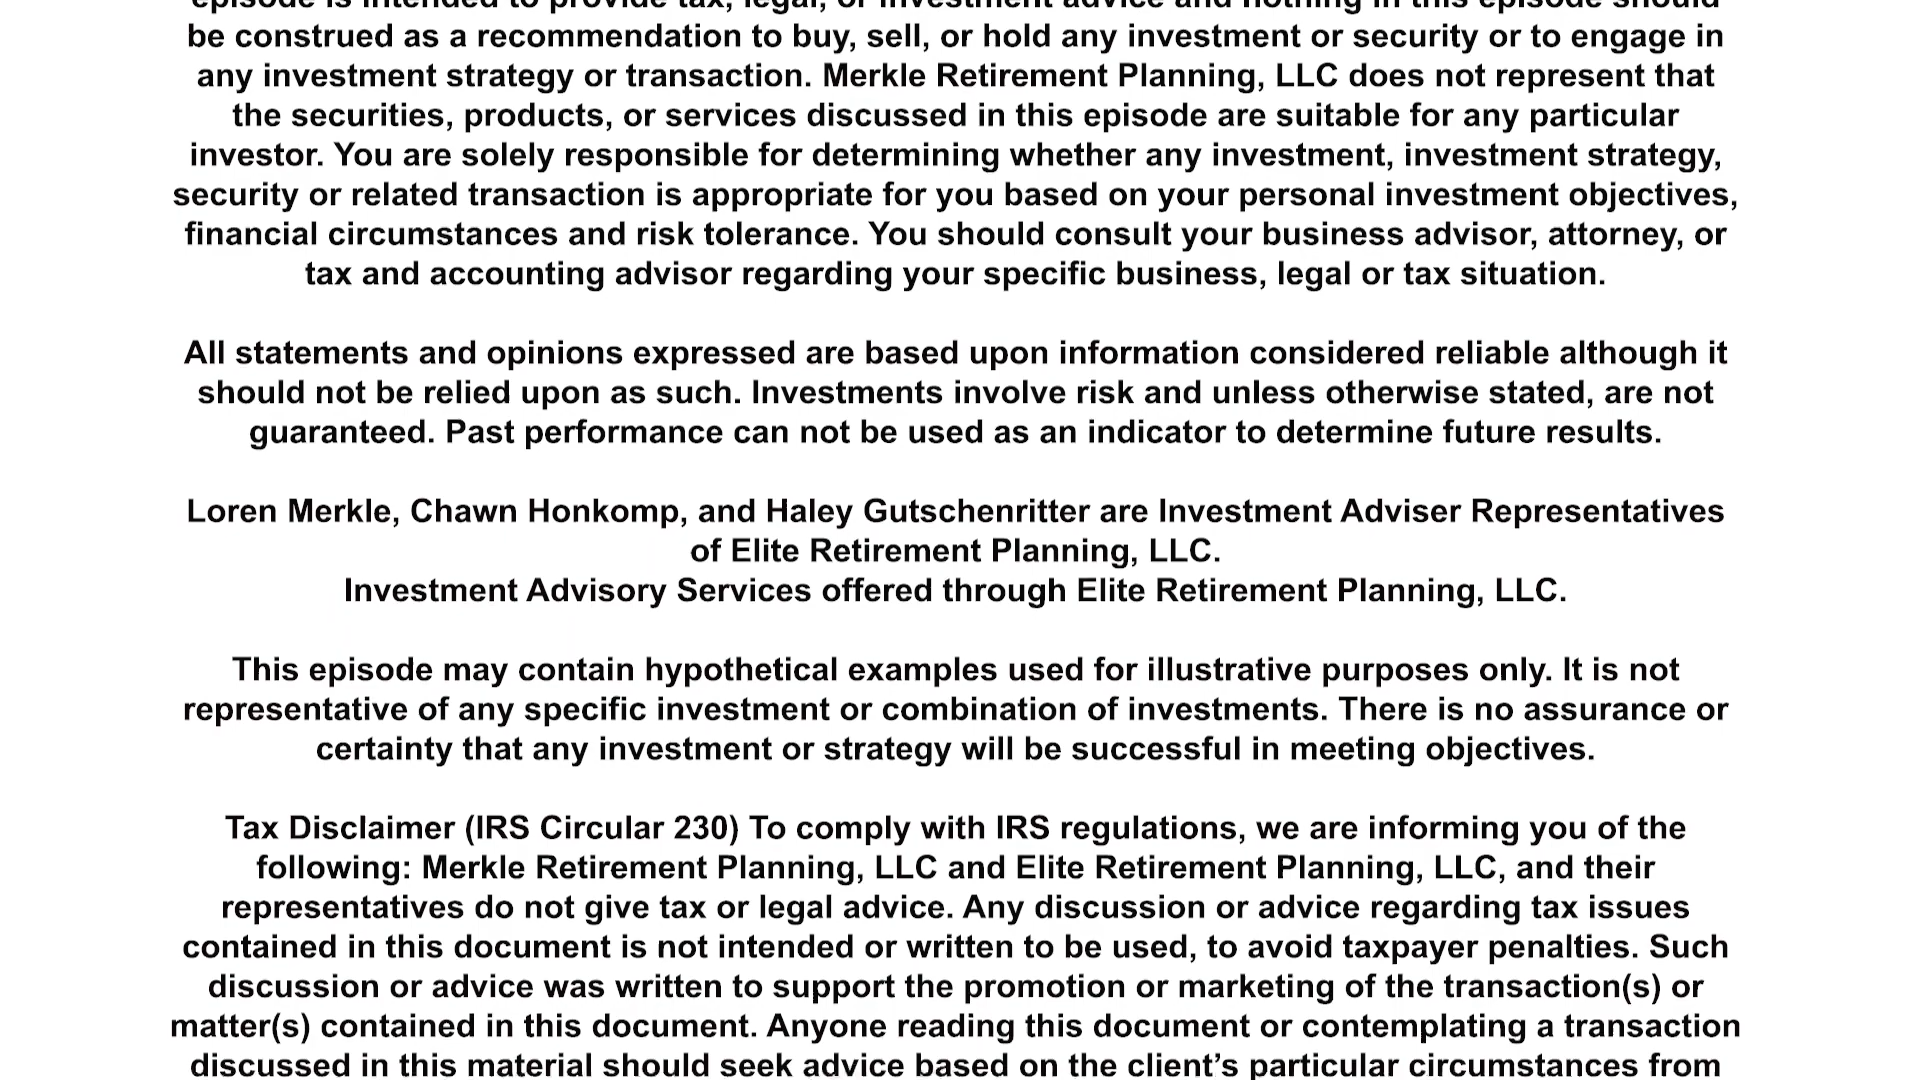 episode is intended to provide tax, legal, or investment advice and nothing in this episode should
be construed as a recommendation to buy, sell, or hold any investment or security or to engage in
any investment strategy or transaction. Merkle Retirement Planning, LLC does not represent that
the securities, products, or services discussed in this episode are suitable for any particular
investor. You are solely responsible for determining whether any investment, investment strategy,
security or related transaction is appropriate for you based on your personal investment objectives,
financial circumstances and risk tolerance. You should consult your business advisor, attorney, or
tax and accounting advisor regarding your specific business, legal or tax situation.
All statements and opinions expressed are based upon information considered reliable although it
should not be relied upon as such. Investments involve risk and unless otherwise stated, are not
guaranteed. Past performance can not be used as an indicator to determine future results.
Loren Merkle, Chawn Honkomp, and Haley Gutschenritter are Investment Adviser Representatives
of Elite Retirement Planning, LLC.
Investment Advisory Services offered through Elite Retirement Planning, LLC.
This episode may contain hypothetical examples used for illustrative purposes only. It is not
representative of any specific investment or combination of investments. There is no assurance or
certainty that any investment or strategy will be successful in meeting objectives.
Tax Disclaimer (IRS Circular 230) To comply with IRS regulations, we are informing you of the
following: Merkle Retirement Planning, LLC and Elite Retirement Planning, LLC, and their
representatives do not give tax or legal advice. Any discussion or advice regarding tax issues
contained in this document is not intended or written to be used, to avoid taxpayer penalties. Such
discussion or advice was written to support the promotion or marketing of the transaction(s) or
matter(s) contained in this document. Anyone reading this document or contemplating a transaction
discussed in this material should seek advice based on the client’s particular circumstances from